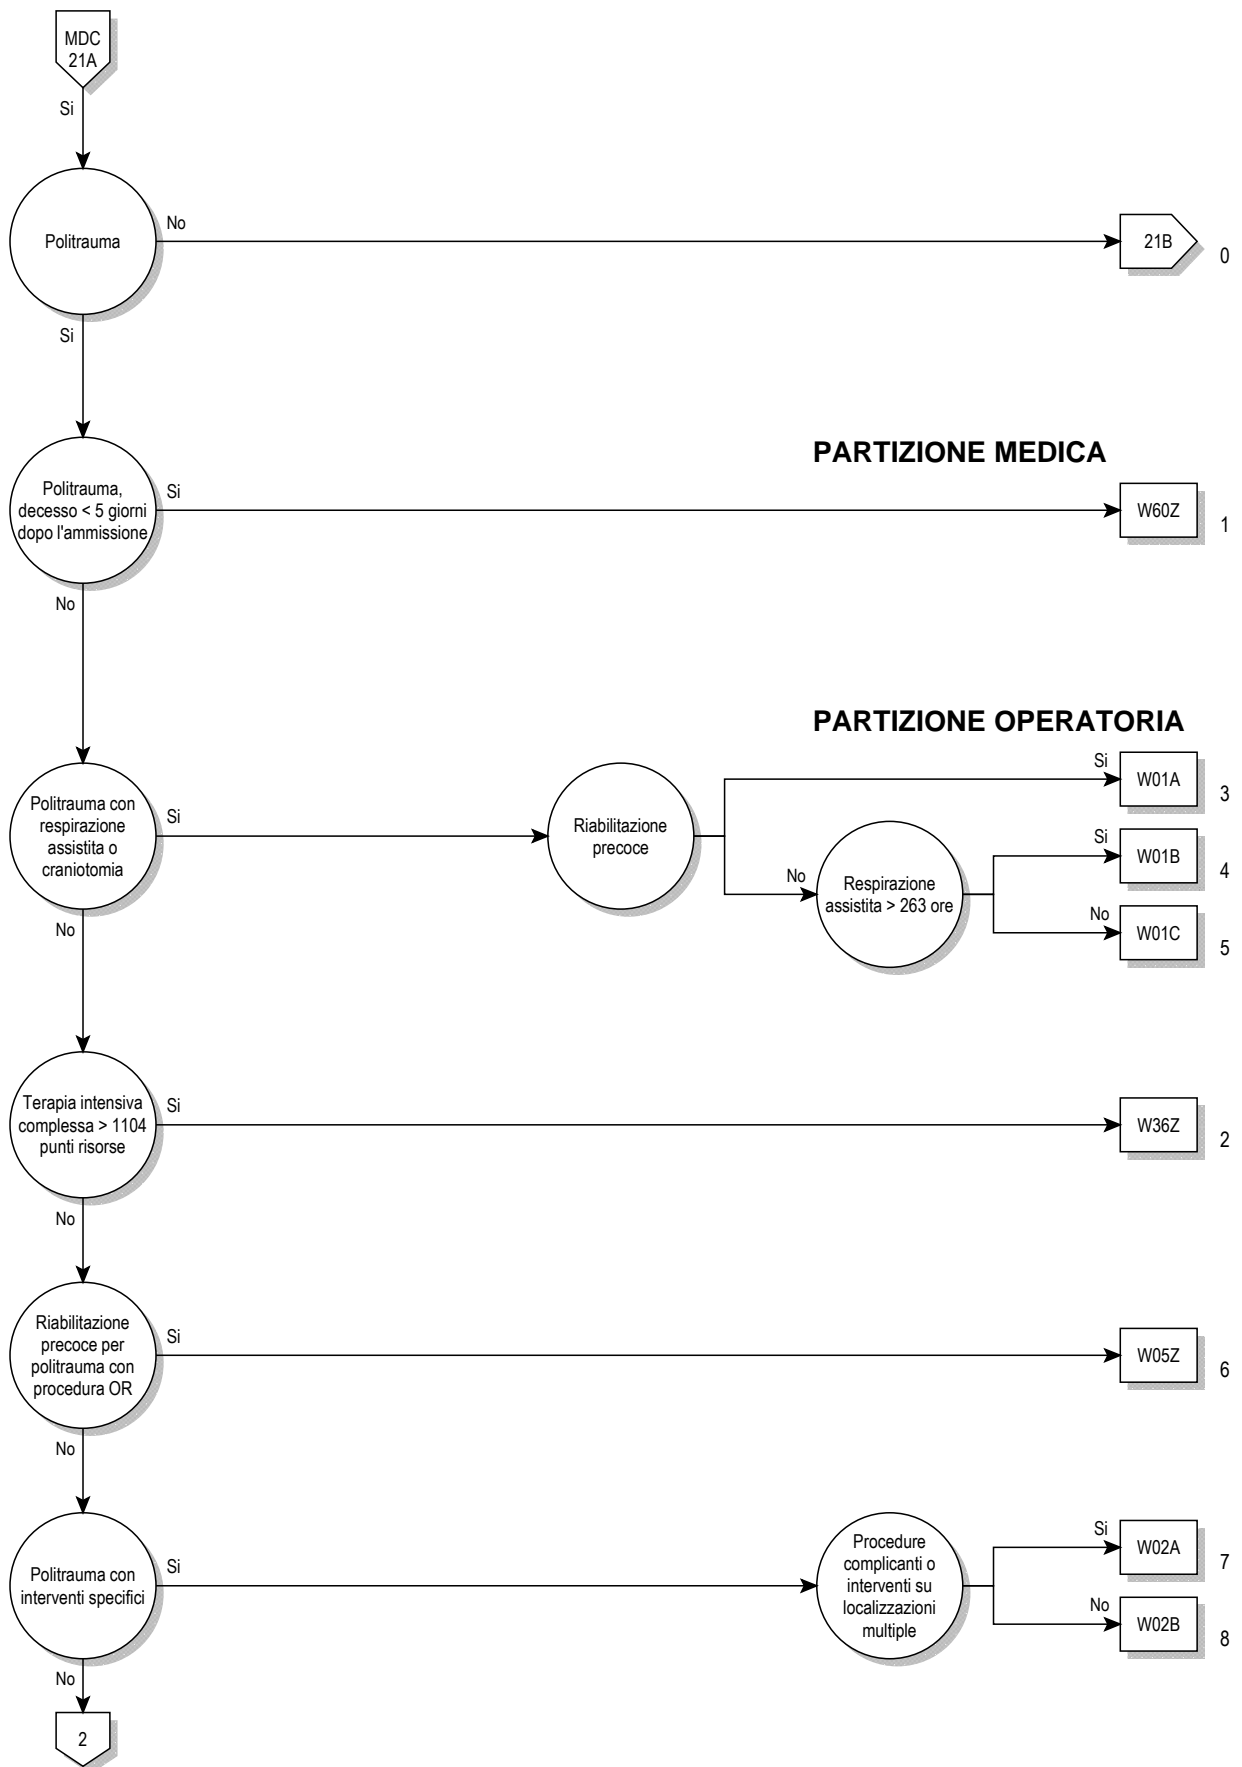 MDC
21A
Si
Politrauma
No
21B
0
Si
PARTIZIONE MEDICA
Politrauma,
decesso < 5 giorni
dopo l'ammissione
Si
W60Z
1
No
PARTIZIONE OPERATORIA
Politrauma con
respirazione
assistita o
craniotomia
Si
Riabilitazione
precoce
Si
W01A
3
No
Respirazione
assistita > 263 ore
Si
W01B
4
No
W01C
5
No
Terapia intensiva
complessa > 1104
punti risorse
Si
W36Z
2
No
Riabilitazione
precoce per
politrauma con
procedura OR
Si
W05Z
6
No
Politrauma con
interventi specifici
Si
Procedure
complicanti o
interventi su
localizzazioni
multiple
Si
W02A
7
No
W02B
8
No
2